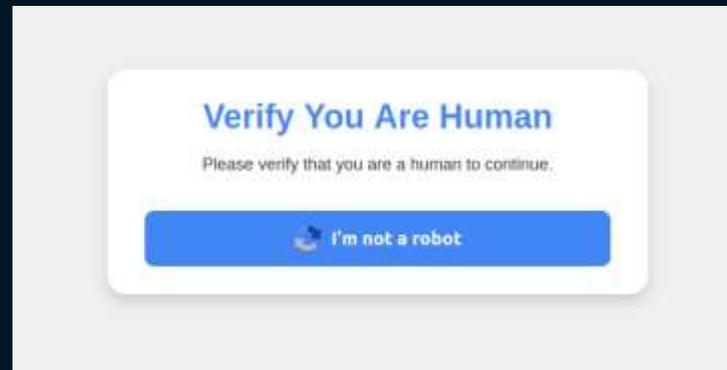 Verify You Are Human
Please verify that you are a human to continue.
I'm not a robot